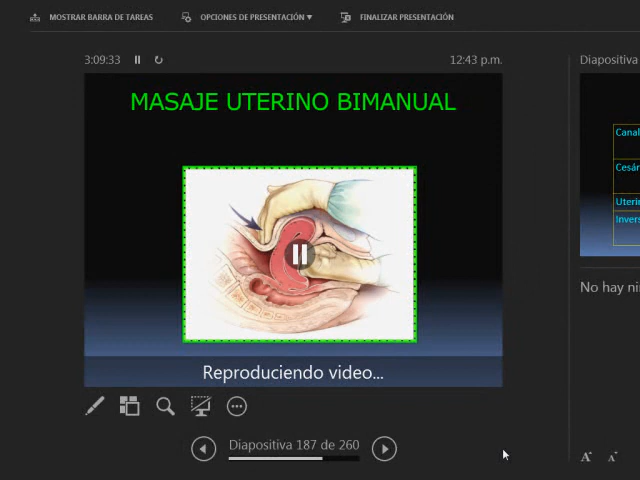 MOSTRAR BARRA DE TAREAS
OPCIONES DE PRESENTACIÓN ▼
FINALIZAR PRESENTACIÓN
3:09:33
12:43 p.m.
Diapositiva
MASAJE UTERINO BIMANUAL
Canal
Cesár
Uterin
Invers
No hay nin
Reproduciendo video...
Diapositiva 187 de 260
A A